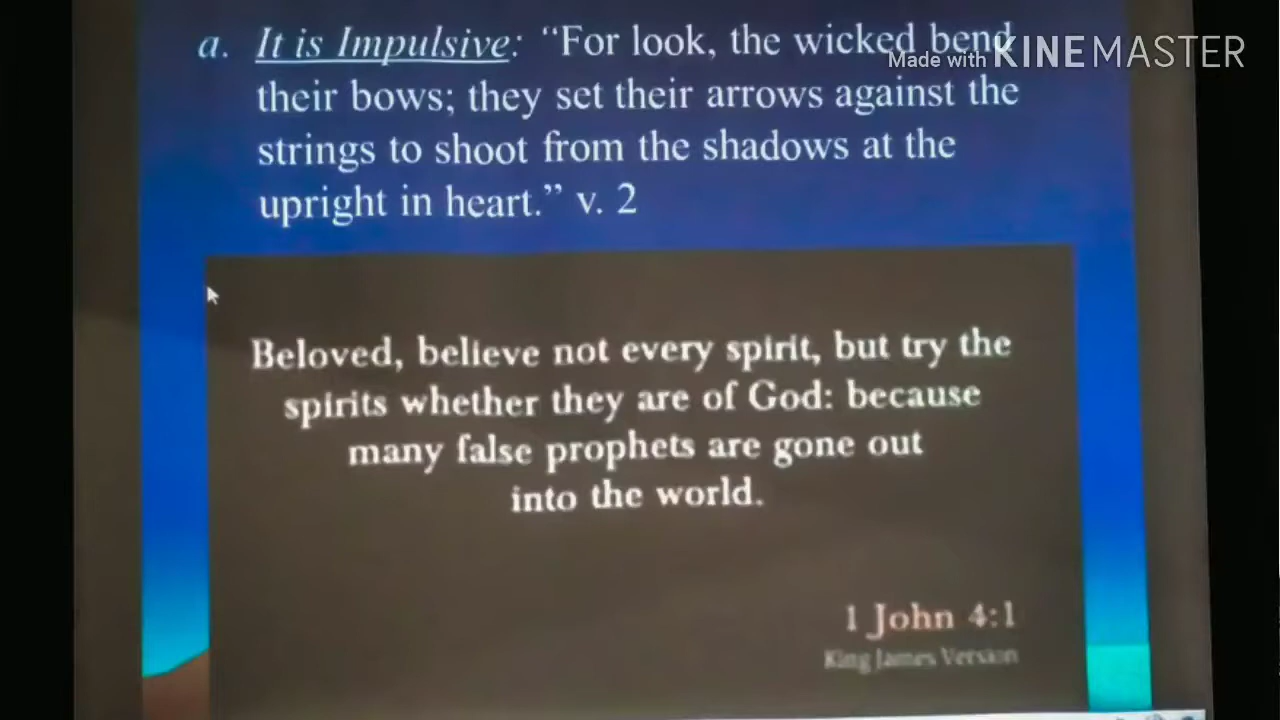 a. It is Impulsive: “For look, the wicked bend
Made with KINEMASTER
their bows; they set their arrows against the
strings to shoot from the shadows at the
upright in heart.” v. 2
Beloved, believe not every spirit, but try the
spirits whether they are of God: because
many false prophets are gone out
into the world.
1 John 4:1
King James Version